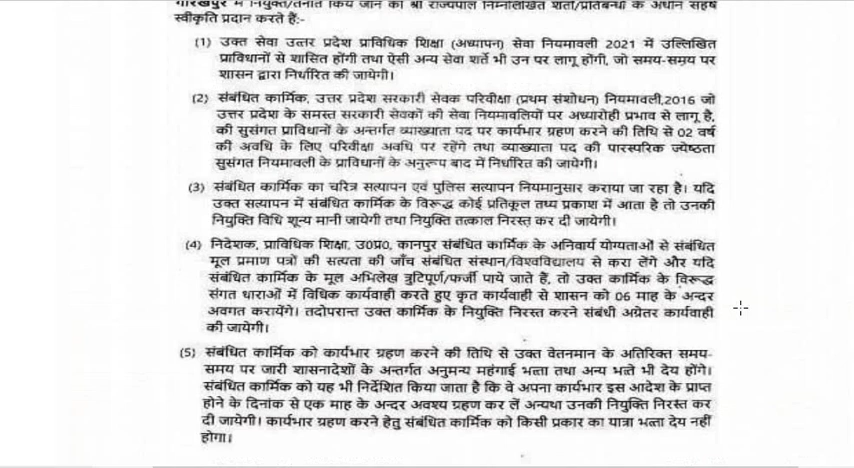 गोरखपुर में नियुक्त/तैनात किये जाने की श्री राज्यपाल निम्नलिखित शर्तों/प्रतिबन्धों के अधीन सहर्ष
स्वीकृति प्रदान करते हैं:-
(1) उक्त सेवा उत्तर प्रदेश प्राविधिक शिक्षा (अध्यापन) सेवा नियमावली 2021 में उल्लिखित
प्राविधानों से शासित होंगी तथा ऐसी अन्य सेवा शर्तें भी उन पर लागू होंगी, जो समय-समय पर
शासन द्वारा निर्धारित की जायेगी।
(2) संबंधित कार्मिक, उत्तर प्रदेश सरकारी सेवक परिवीक्षा (प्रथम संशोधन) नियमावली,2016 जो
उत्तर प्रदेश के समस्त सरकारी सेवकों की सेवा नियमावलियों पर अध्यारोही प्रभाव से लागू है,
की सुसंगत प्राविधानों के अन्तर्गत व्याख्याता पद पर कार्यभार ग्रहण करने की तिथि से 02 वर्ष
की अवधि के लिए परिवीक्षा अवधि पर रहेंगे तथा व्याख्याता पद की पारस्परिक ज्येष्ठता
सुसंगत नियमावली के प्राविधानों के अनुरूप बाद में निर्धारित की जायेगी।
(3) संबंधित कार्मिक का चरित्र सत्यापन एवं पुलिस सत्यापन नियमानुसार कराया जा रहा है। यदि
उक्त सत्यापन में संबंधित कार्मिक के विरूद्ध कोई प्रतिकूल तथ्य प्रकाश में आता है तो उनकी
नियुक्ति विधि शून्य मानी जायेगी तथा नियुक्ति तत्काल निरस्त कर दी जायेगी।
(4) निदेशक, प्राविधिक शिक्षा, उ0प्र0, कानपुर संबंधित कार्मिक के अनिवार्य योग्यताओं से संबंधित
मूल प्रमाण पत्रों की सत्यता की जाँच संबंधित संस्थान/विश्वविद्यालय से करा लेंगे और यदि
संबंधित कार्मिक के मूल अभिलेख त्रुटिपूर्ण/फर्जी पाये जाते हैं, तो उक्त कार्मिक के विरूद्ध
संगत धाराओं में विधिक कार्यवाही करते हुए कृत कार्यवाही से शासन को 06 माह के अन्दर
अवगत करायेंगे। तदोपरान्त उक्त कार्मिक के नियुक्ति निरस्त करने संबंधी अग्रेतर कार्यवाही
की जायेगी।
(5) संबंधित कार्मिक को कार्यभार ग्रहण करने की तिथि से उक्त वेतनमान के अतिरिक्त समय-
समय पर जारी शासनादेशों के अन्तर्गत अनुमन्य महंगाई भत्ता तथा अन्य भत्ते भी देय होंगे।
संबंधित कार्मिक को यह भी निर्देशित किया जाता है कि वे अपना कार्यभार इस आदेश के प्राप्त
होने के दिनांक से एक माह के अन्दर अवश्य ग्रहण कर लें अन्यथा उनकी नियुक्ति निरस्त कर
दी जायेगी। कार्यभार ग्रहण करने हेतु संबंधित कार्मिक को किसी प्रकार का यात्रा भत्ता देय नहीं
होगा।